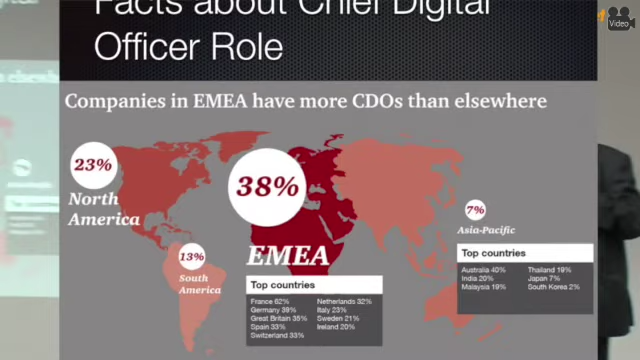 Facts about Chief Digital
Officer Role
Video
Companies in EMEA have more CDOs than elsewhere
23%
North
America
38%
EMEA
13%
South
America
7%
Asia-Pacific
Top countries
France 62%
Germany 39%
Great Britain 38%
Spain 33%
Switzerland 33%
Netherlands 32%
Italy 23%
Sweden 21%
Ireland 20%
Top countries
Australia 40%
India 20%
Malaysia 19%
Thailand 19%
Japan 7%
South Korea 2%